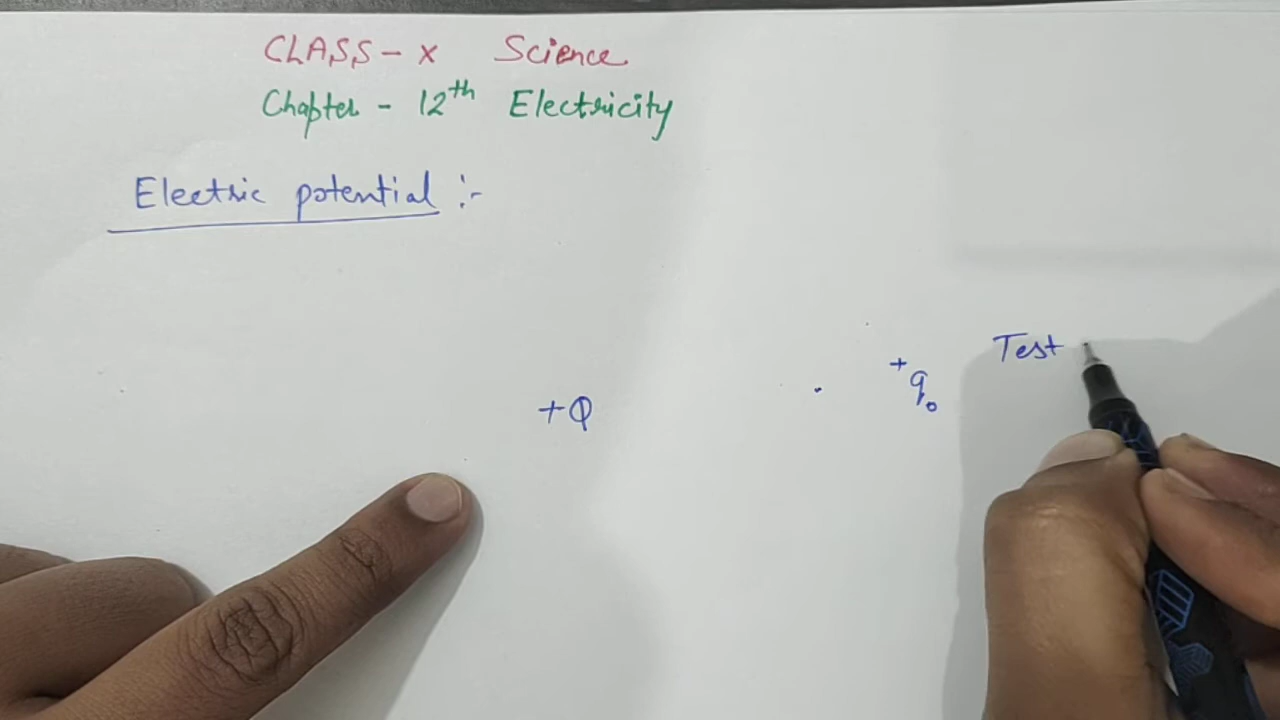 CLASS - X Science
Chapter - 12th Electricity
Electric potential :-
Test
+q₀
+Q